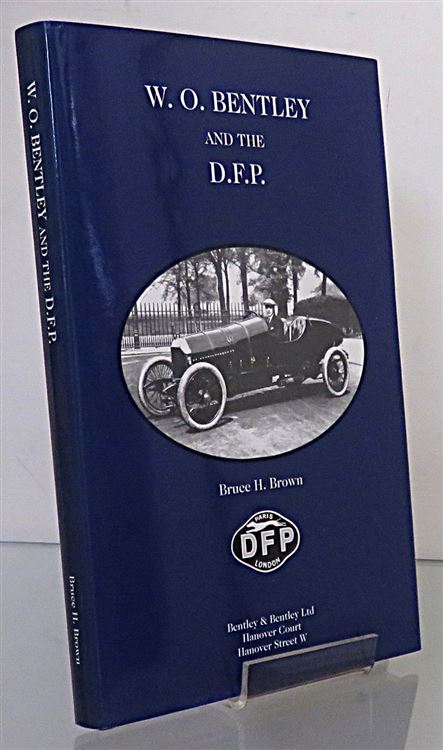 W. O. BENTLEY AND THE D.F.P.
Bruce H. Brown
W. O. BENTLEY
AND THE
D.F.P.
Bruce H. Brown
PARIS
DFP
LONDON
Bentley & Bentley Ltd
Hanover Court
Hanover Street W